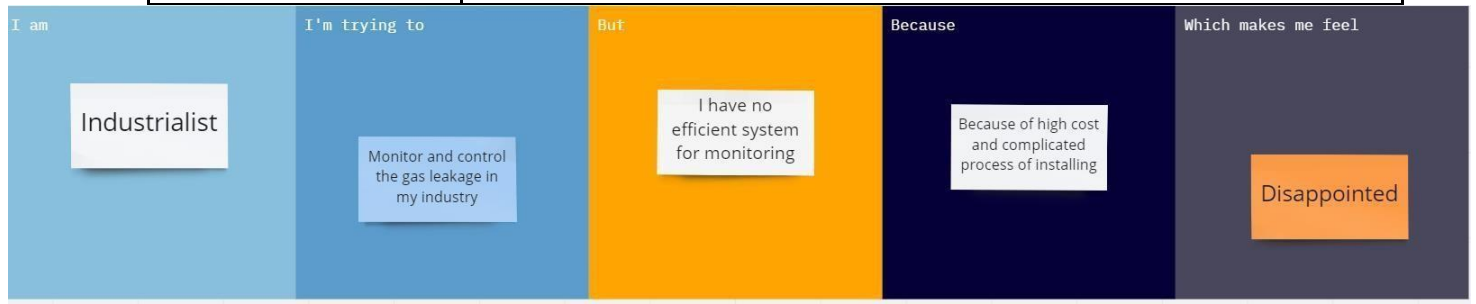 I am
Industrialist
I'm trying to
Monitor and control
the gas leakage in
my industry
But
I have no
efficient system
for monitoring
Because
Because of high cost
and complicated
process of installing
Which makes me feel
Disappointed